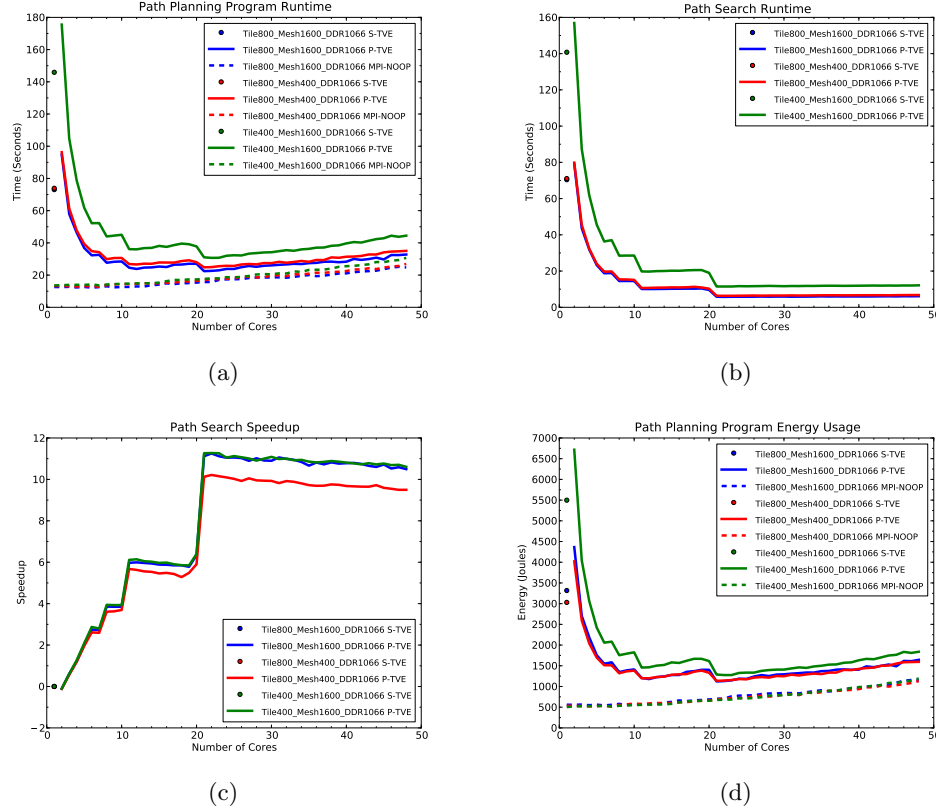 Path Planning Program Runtime
180
160
140
120
100
80
60
40
20
0
Time (Seconds)
Tile800_Mesh1600_DDR1066 S-TVE
Tile800_Mesh1600_DDR1066 P-TVE
Tile800_Mesh1600_DDR1066 MPI-NOOP
Tile800_Mesh400_DDR1066 S-TVE
Tile800_Mesh400_DDR1066 P-TVE
Tile800_Mesh400_DDR1066 MPI-NOOP
Tile400_Mesh1600_DDR1066 S-TVE
Tile400_Mesh1600_DDR1066 P-TVE
Tile400_Mesh1600_DDR1066 MPI-NOOP
0 10 20 30 40 50
Number of Cores
(a)
Path Search Runtime
160
140
120
100
80
60
40
20
0
Time (Seconds)
Tile800_Mesh1600_DDR1066 S-TVE
Tile800_Mesh1600_DDR1066 P-TVE
Tile800_Mesh400_DDR1066 S-TVE
Tile800_Mesh400_DDR1066 P-TVE
Tile400_Mesh1600_DDR1066 S-TVE
Tile400_Mesh1600_DDR1066 P-TVE
0 10 20 30 40 50
Number of Cores
(b)
Path Search Speedup
12
10
8
6
4
2
0
−2
Speedup
Tile800_Mesh1600_DDR1066 S-TVE
Tile800_Mesh1600_DDR1066 P-TVE
Tile800_Mesh400_DDR1066 S-TVE
Tile800_Mesh400_DDR1066 P-TVE
Tile400_Mesh1600_DDR1066 S-TVE
Tile400_Mesh1600_DDR1066 P-TVE
0 10 20 30 40 50
Number of Cores
(c)
Path Planning Program Energy Usage
7000
6500
6000
5500
5000
4500
4000
3500
3000
2500
2000
1500
1000
500
0
Energy (Joules)
Tile800_Mesh1600_DDR1066 S-TVE
Tile800_Mesh1600_DDR1066 P-TVE
Tile800_Mesh1600_DDR1066 MPI-NOOP
Tile800_Mesh400_DDR1066 S-TVE
Tile800_Mesh400_DDR1066 P-TVE
Tile800_Mesh400_DDR1066 MPI-NOOP
Tile400_Mesh1600_DDR1066 S-TVE
Tile400_Mesh1600_DDR1066 P-TVE
Tile400_Mesh1600_DDR1066 MPI-NOOP
0 10 20 30 40 50
Number of Cores
(d)